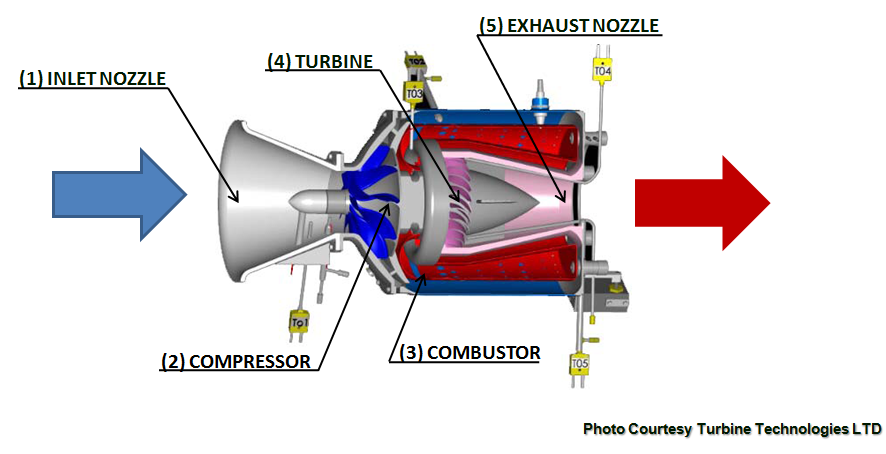 (5) EXHAUST NOZZLE
(4) TURBINE
(1) INLET NOZZLE
T02
T03
T04
T01
(2) COMPRESSOR
(3) COMBUSTOR
T05
Photo Courtesy Turbine Technologies LTD